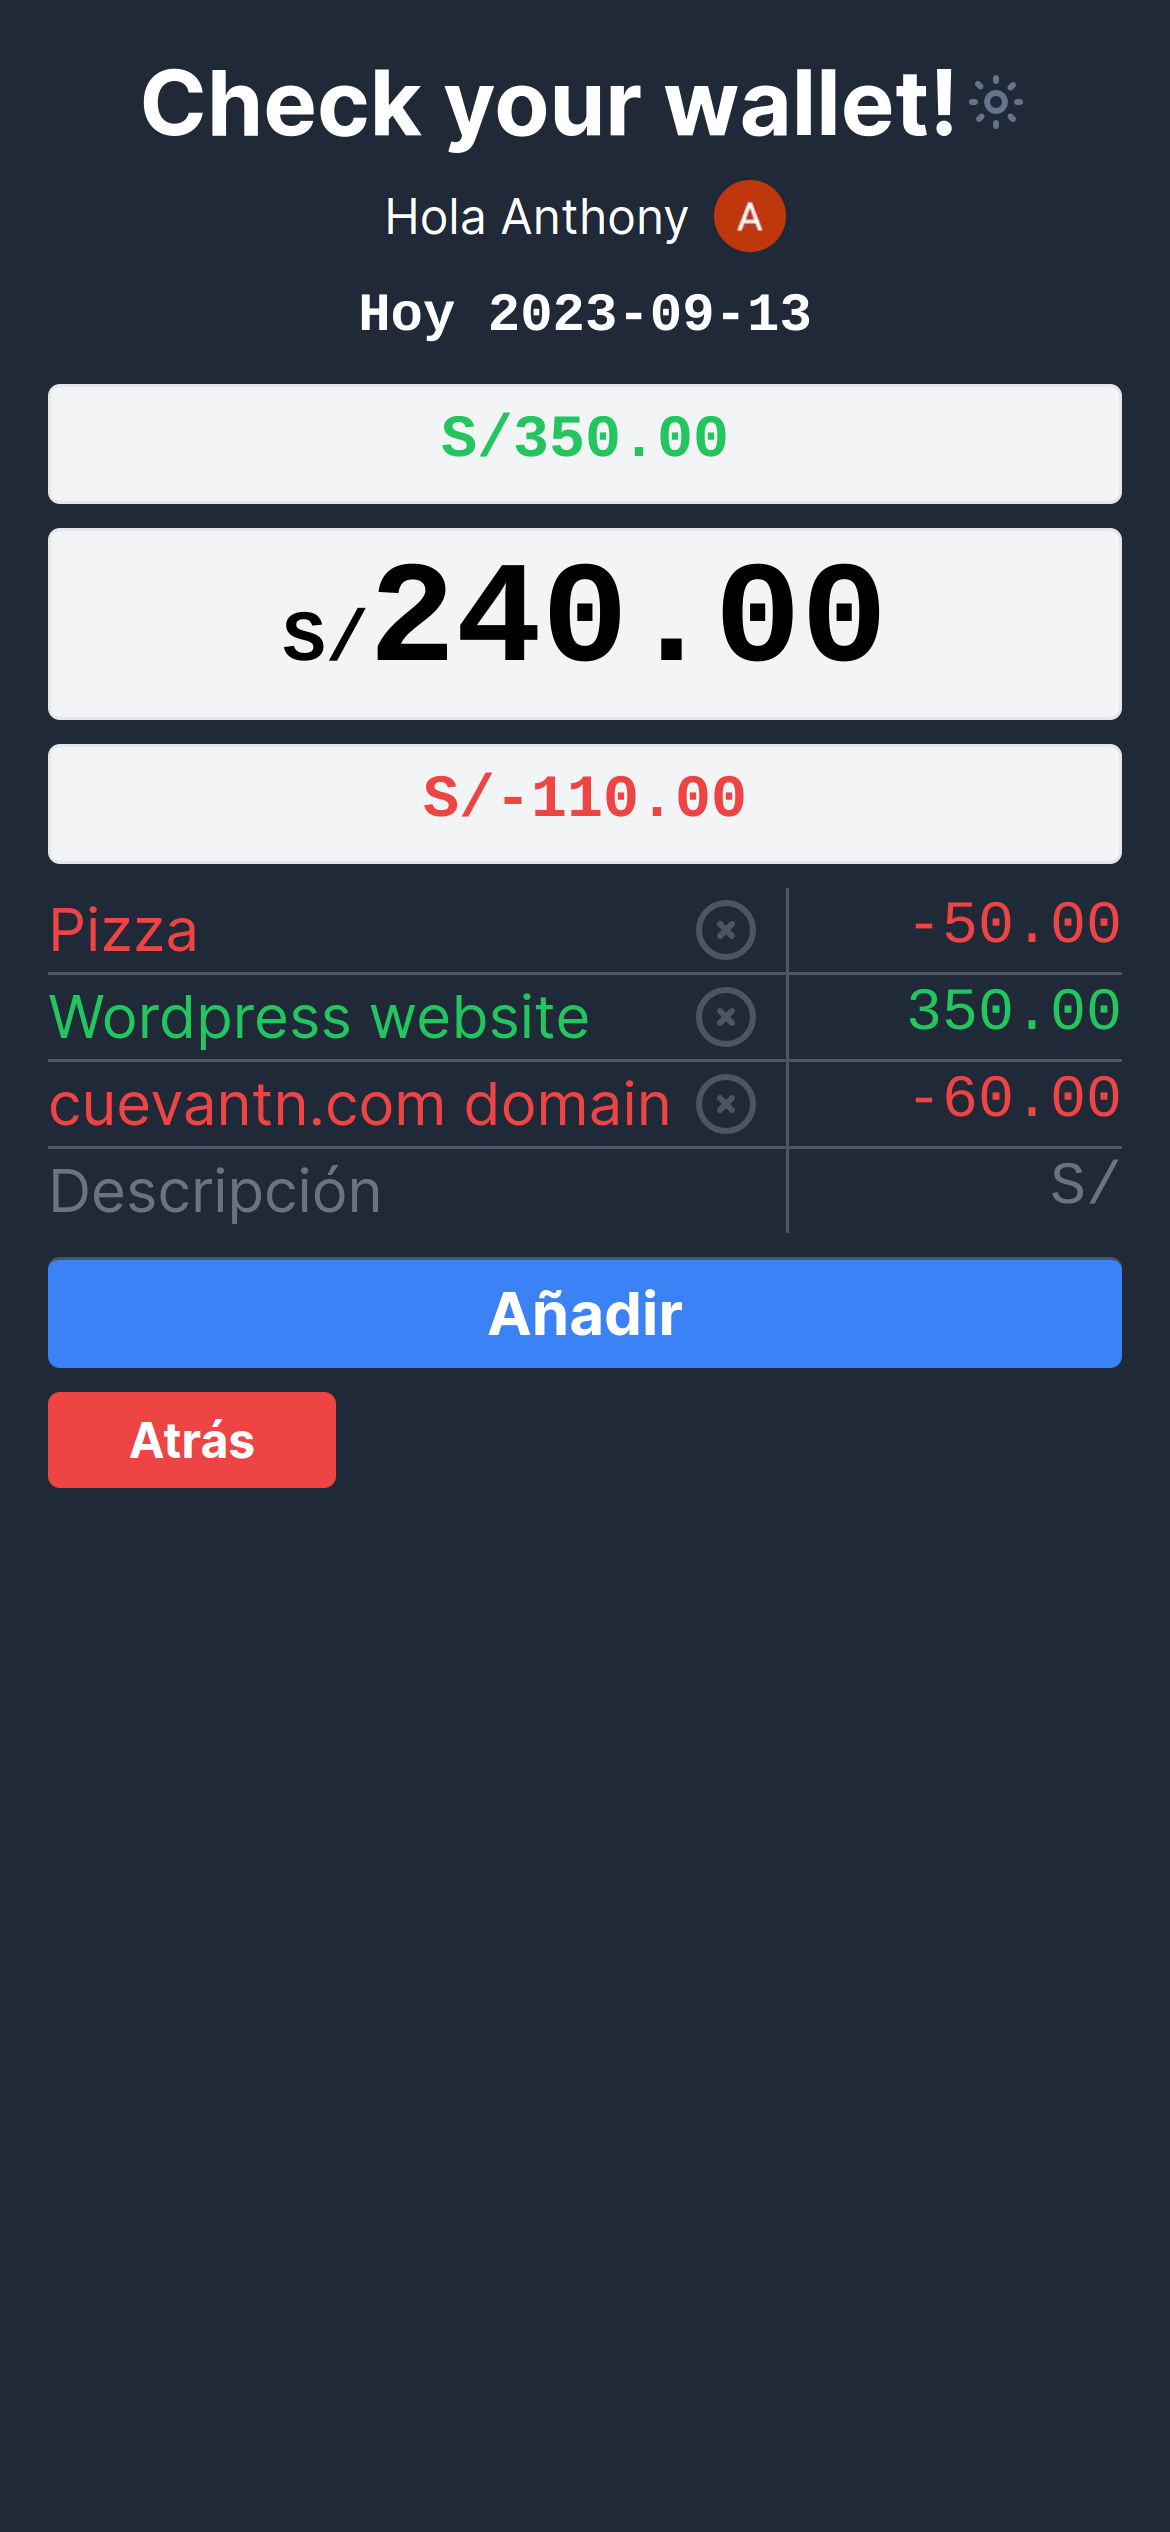 Check your wallet!
Hola Anthony A
Hoy 2023-09-13
S/350.00
S/240.00
S/-110.00
Pizza -50.00
Wordpress website 350.00
cuevantn.com domain -60.00
Descripción S/
Añadir
Atrás